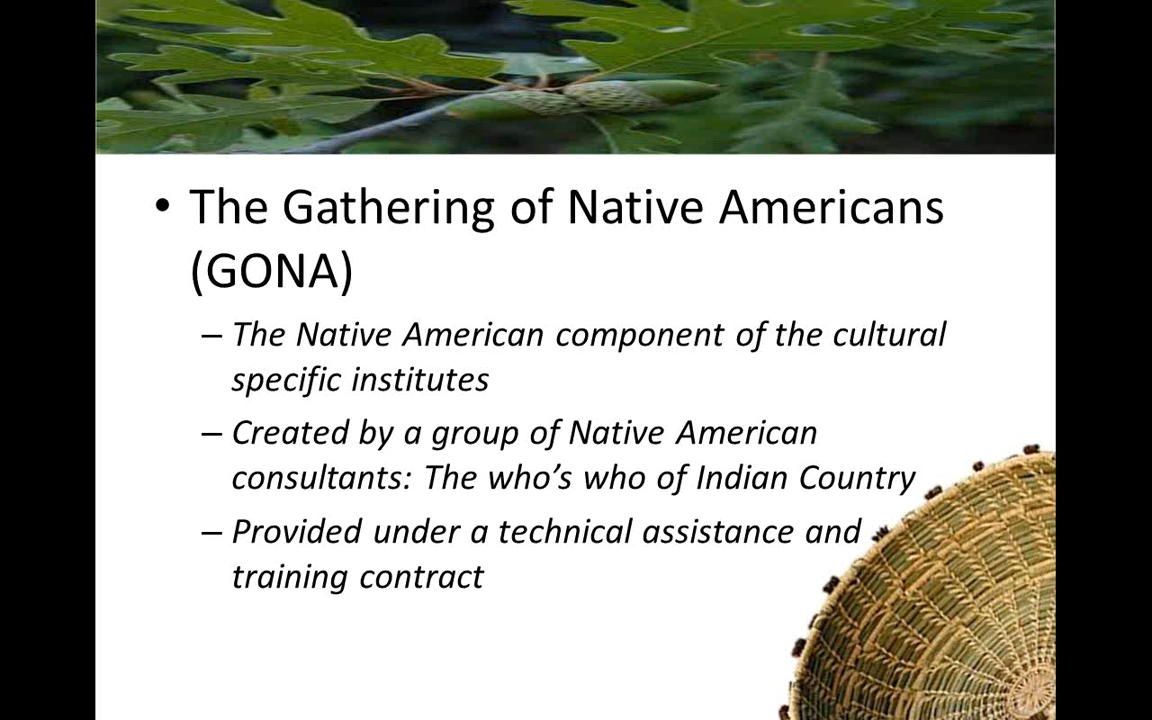 • The Gathering of Native Americans
(GONA)
– The Native American component of the cultural
specific institutes
– Created by a group of Native American
consultants: The who’s who of Indian Country
– Provided under a technical assistance and
training contract